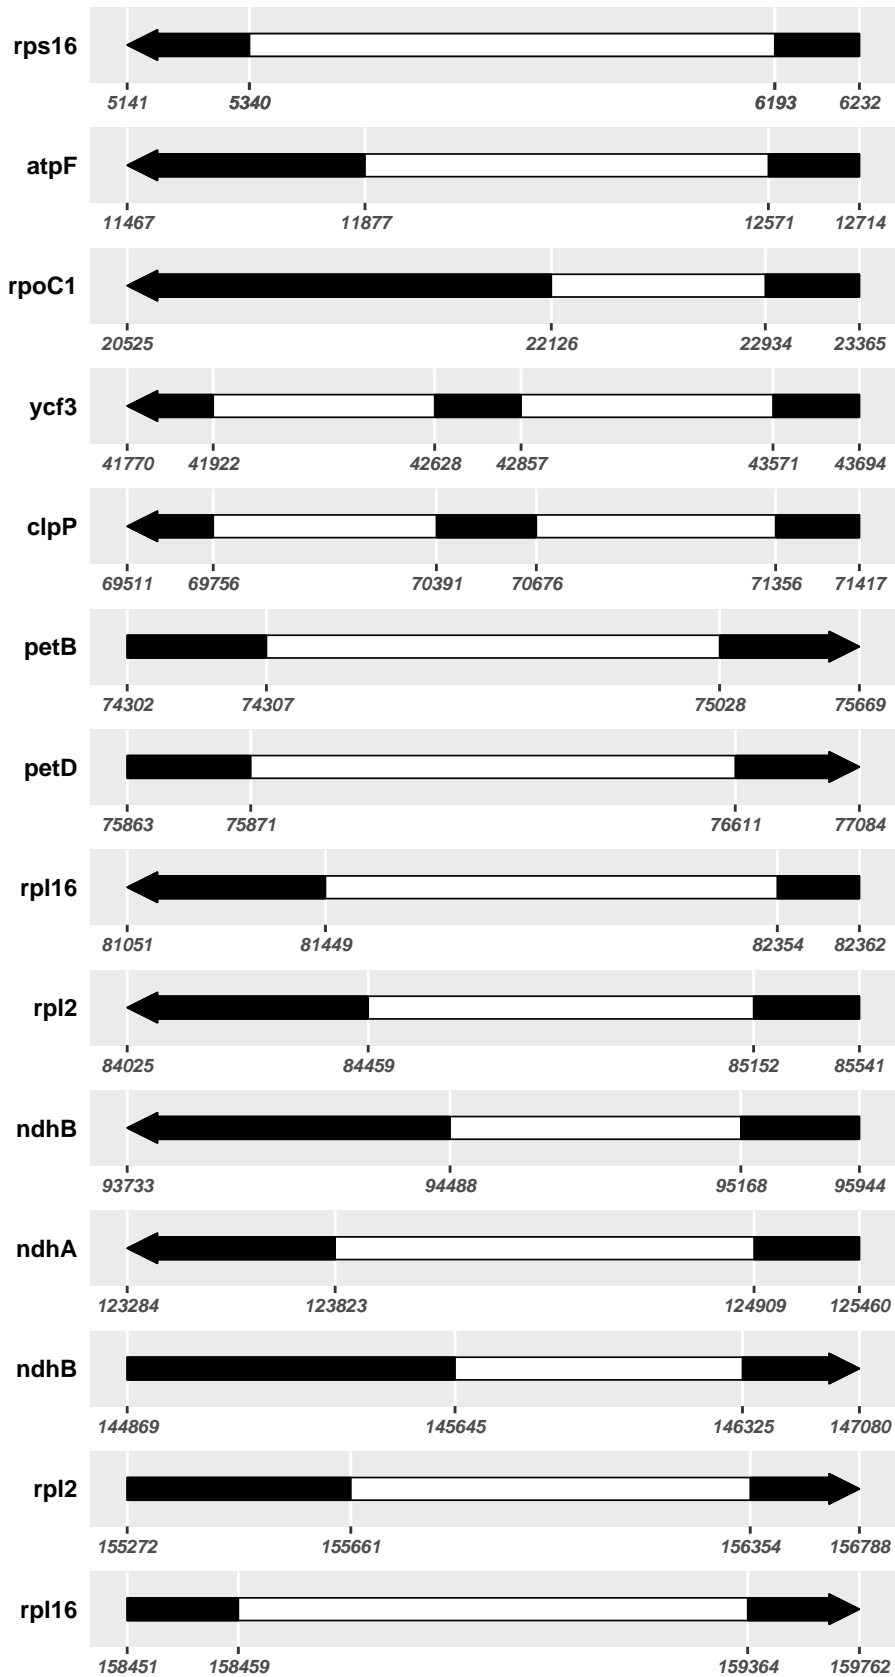 rps16
5141 5340 6193 6232
atpF
11467 11877 12571 12714
rpoC1
20525 22126 22934 23365
ycf3
41770 41922 42628 42857 43571 43694
clpP
69511 69756 70391 70676 71356 71417
petB
74302 74307 75028 75669
petD
75863 75871 76611 77084
rpl16
81051 81449 82354 82362
rpl2
84025 84459 85152 85541
ndhB
93733 94488 95168 95944
ndhA
123284 123823 124909 125460
ndhB
144869 145645 146325 147080
rpl2
155272 155661 156354 156788
rpl16
158451 158459 159364 159762